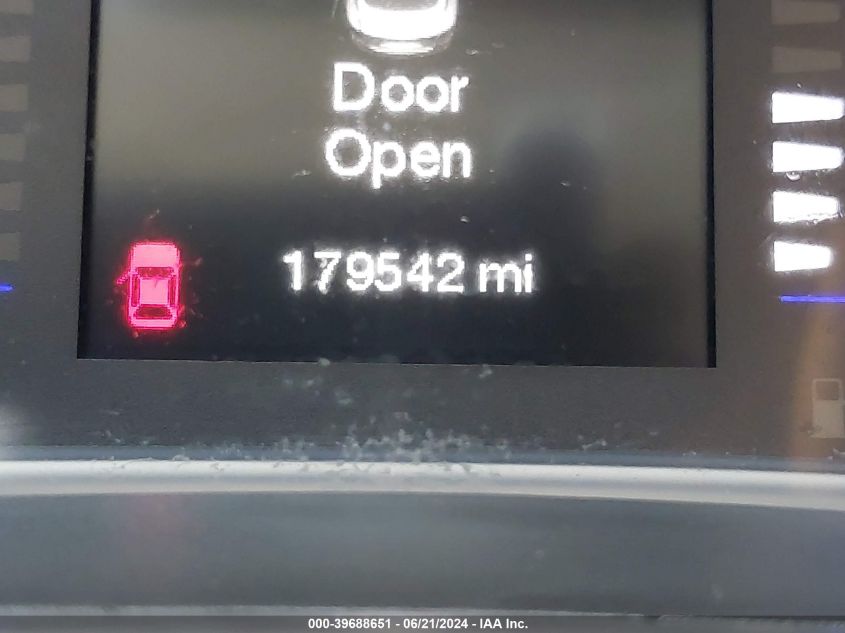 Door
Open
179542 mi
000-39688651 - 06/21/2024 - IAA Inc.